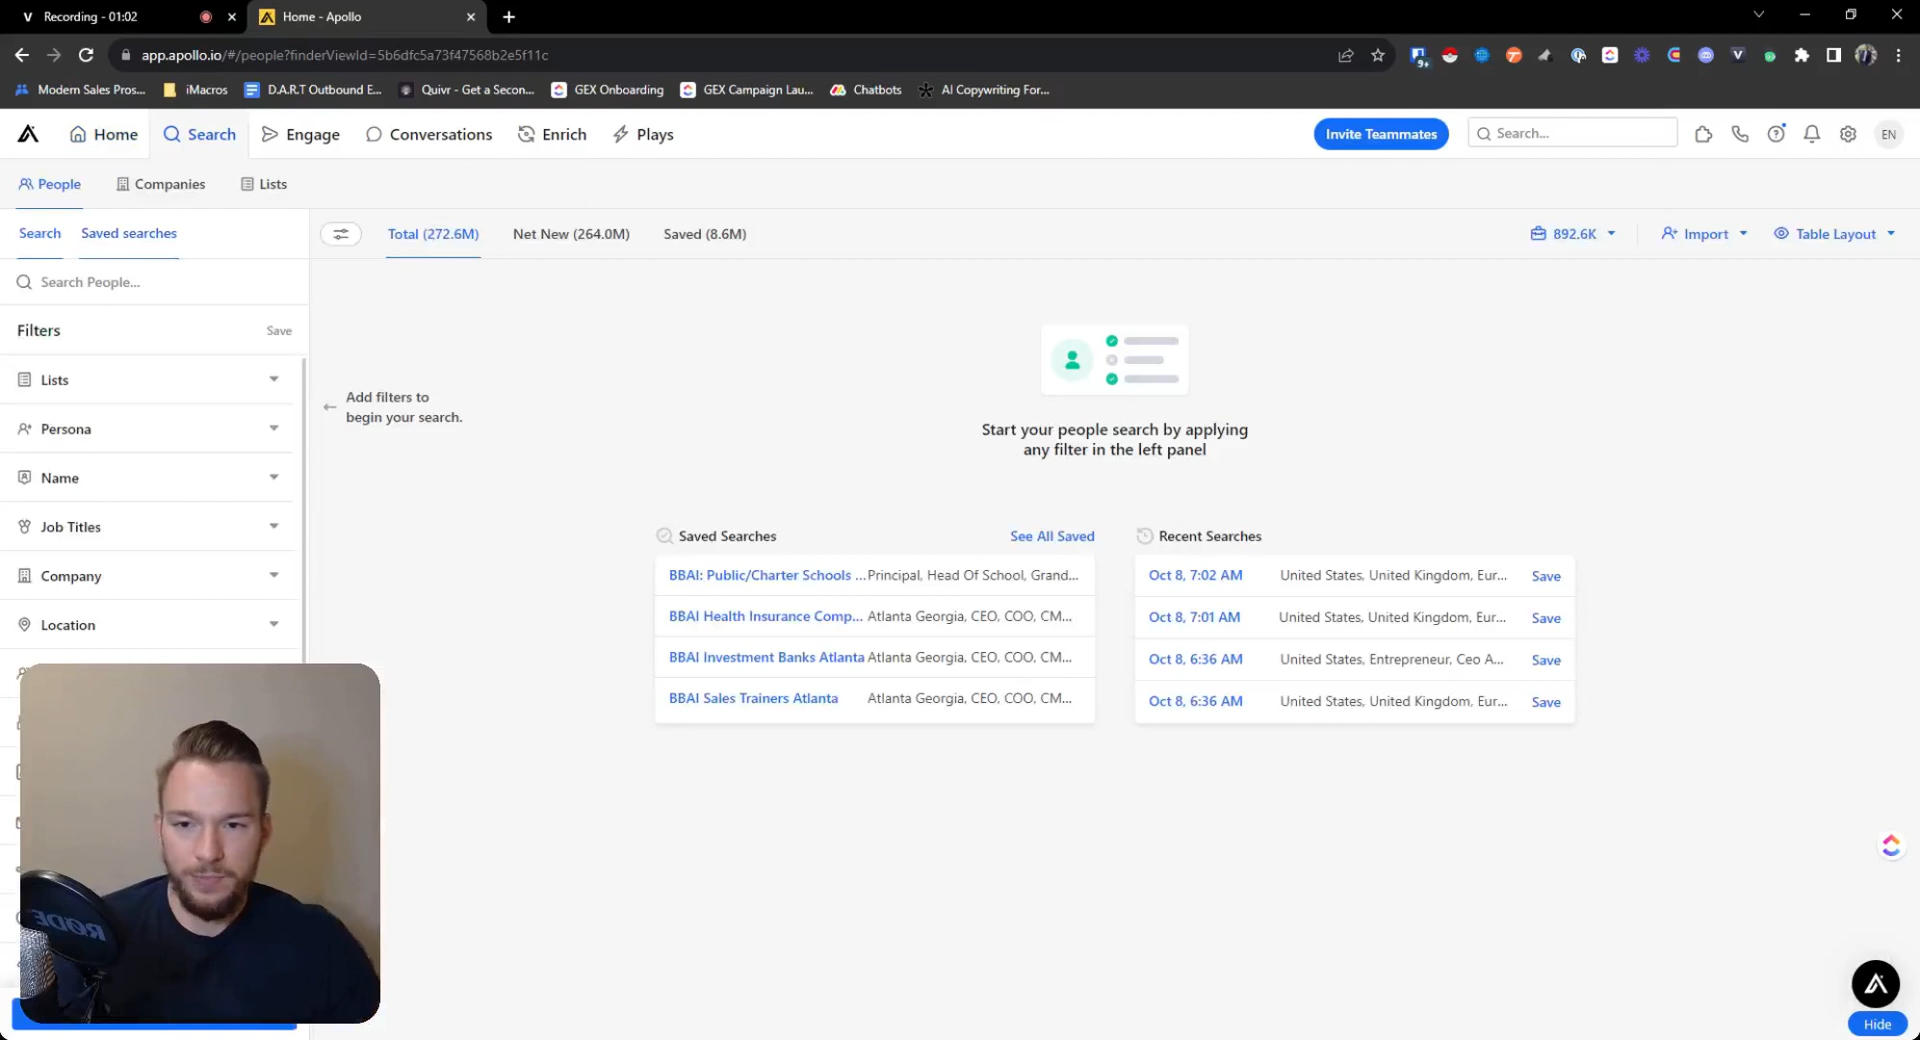 V Recording - 01:02
Home - Apollo
app.apollo.io/#/people?finderViewId=5b6dfc5a73f47568b2e5f11c
9+
Modern Sales Pros...
iMacros
D.A.R.T Outbound E...
Quivr - Get a Secon...
GEX Onboarding
GEX Campaign Lau...
Chatbots
AI Copywriting For...
Home
Search
Engage
Conversations
Enrich
Plays
Invite Teammates
Search...
EN
People
Companies
Lists
Search
Saved searches
Total (272.6M)
Net New (264.0M)
Saved (8.6M)
892.6K
Import
Table Layout
Search People...
Filters
Save
Lists
Persona
Name
Job Titles
Company
Location
Add filters to
begin your search.
Start your people search by applying
any filter in the left panel
Saved Searches
See All Saved
BBAI: Public/Charter Schools ... Principal, Head Of School, Grand...
BBAI Health Insurance Comp... Atlanta Georgia, CEO, COO, CM...
BBAI Investment Banks Atlanta Atlanta Georgia, CEO, COO, CM...
BBAI Sales Trainers Atlanta Atlanta Georgia, CEO, COO, CM...
Recent Searches
Oct 8, 7:02 AM United States, United Kingdom, Eur... Save
Oct 8, 7:01 AM United States, United Kingdom, Eur... Save
Oct 8, 6:36 AM United States, Entrepreneur, Ceo A... Save
Oct 8, 6:36 AM United States, United Kingdom, Eur... Save
RØDE
Hide